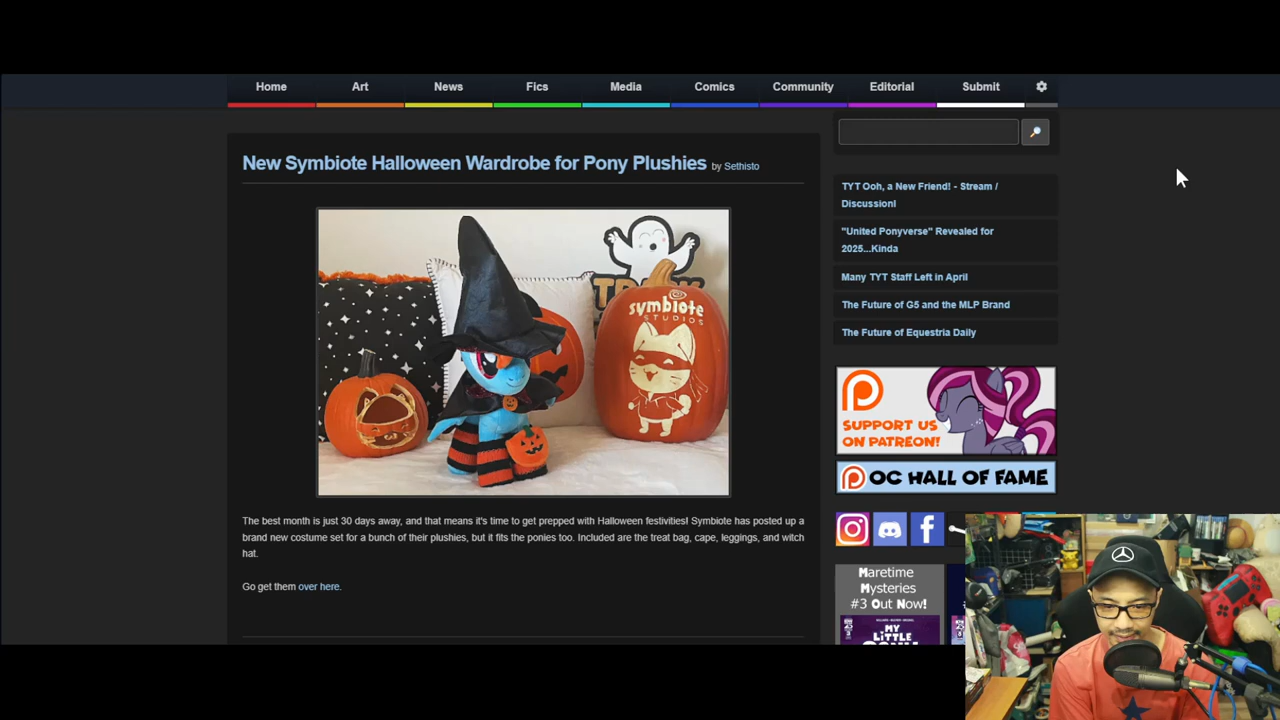 Home
Art
News
Fics
Media
Comics
Community
Editorial
Submit
New Symbiote Halloween Wardrobe for Pony Plushies by Sethisto
symbiote
STUDIOS
The best month is just 30 days away, and that means it's time to get prepped with Halloween festivities! Symbiote has posted up a
brand new costume set for a bunch of their plushies, but it fits the ponies too. Included are the treat bag, cape, leggings, and witch
hat.
Go get them over here.
TYT Ooh, a New Friend! - Stream /
Discussion!
"United Ponyverse" Revealed for
2025...Kinda
Many TYT Staff Left in April
The Future of G5 and the MLP Brand
The Future of Equestria Daily
SUPPORT US
ON PATREON!
OC HALL OF FAME
Maretime
Mysteries
#3 Out Now!
MY
LITTLE